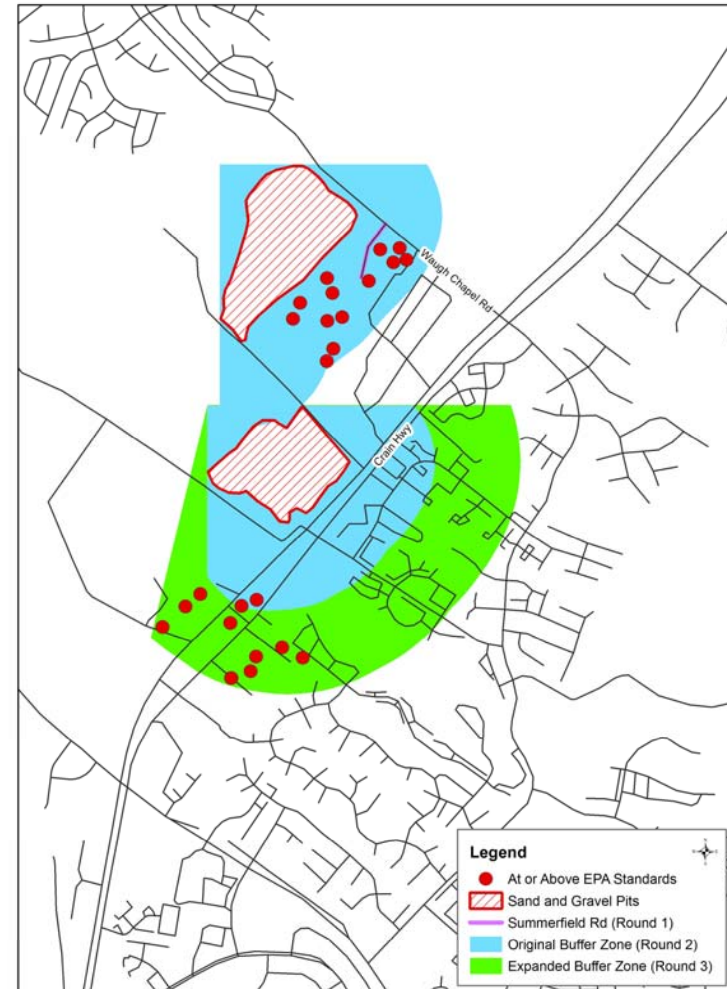 Waugh Chapel Rd
Crain Hwy
Legend
At or Above EPA Standards
Sand and Gravel Pits
Summerfield Rd (Round 1)
Original Buffer Zone (Round 2)
Expanded Buffer Zone (Round 3)